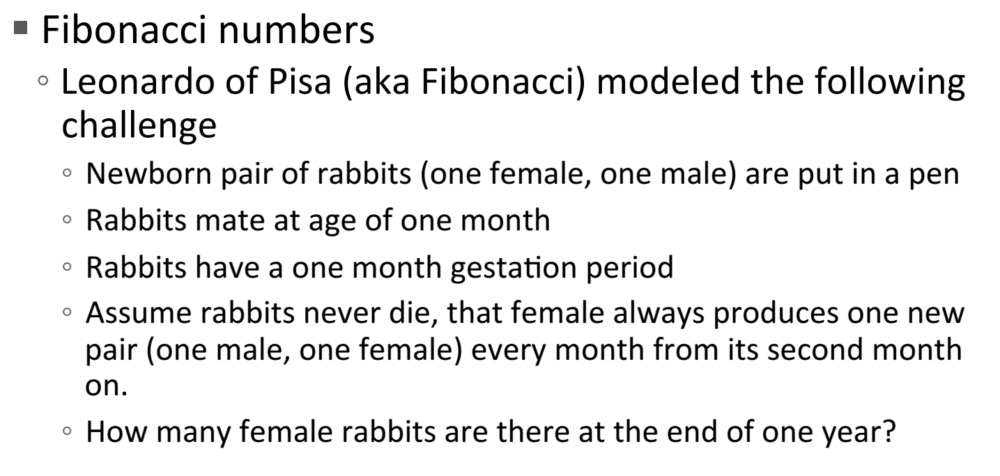 ▪ Fibonacci numbers
◦ Leonardo of Pisa (aka Fibonacci) modeled the following
challenge
◦ Newborn pair of rabbits (one female, one male) are put in a pen
◦ Rabbits mate at age of one month
◦ Rabbits have a one month gestation period
◦ Assume rabbits never die, that female always produces one new
pair (one male, one female) every month from its second month
on.
◦ How many female rabbits are there at the end of one year?